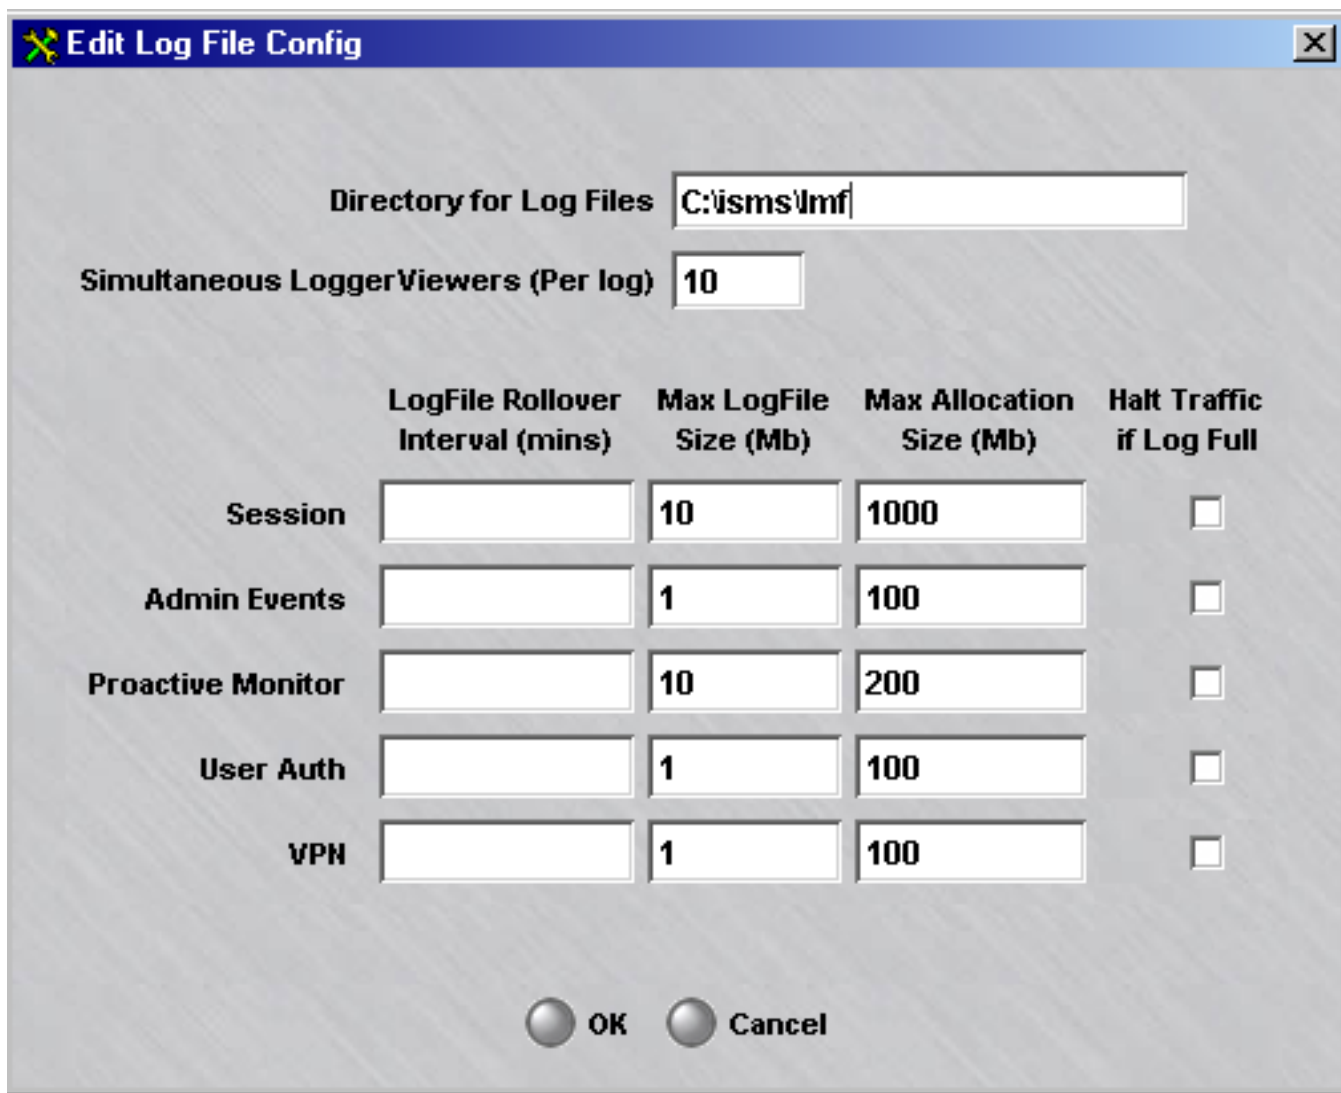 Edit Log File Config
Directory for Log Files C:\isms\lmf
Simultaneous LoggerViewers (Per log) 10
LogFile Rollover Interval (mins) Max LogFile Size (Mb) Max Allocation Size (Mb) Halt Traffic if Log Full
Session 10 1000
Admin Events 1 100
Proactive Monitor 10 200
User Auth 1 100
VPN 1 100
OK Cancel